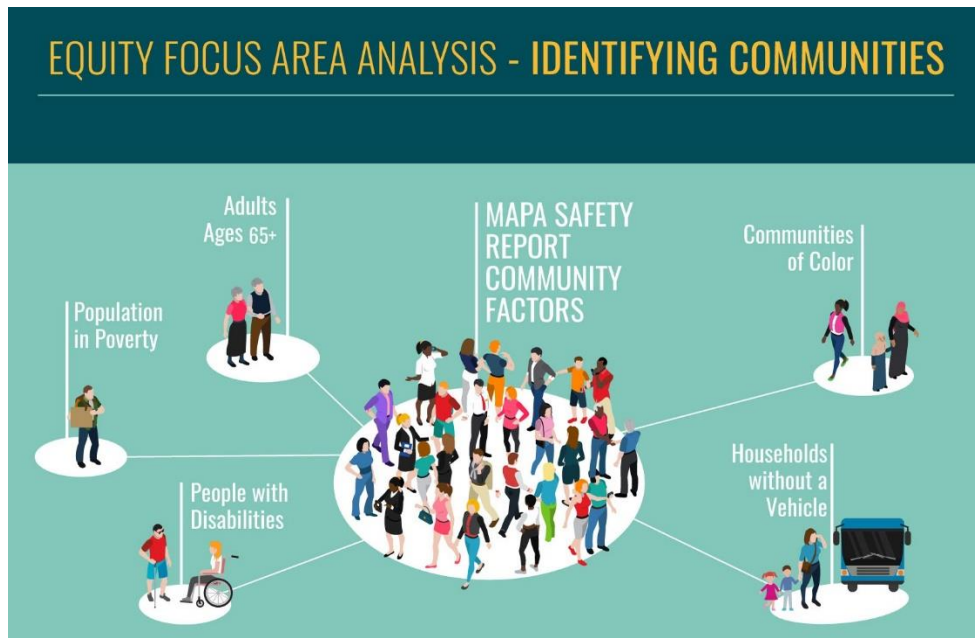 EQUITY FOCUS AREA ANALYSIS - IDENTIFYING COMMUNITIES
Adults
Ages 65+
MAPA SAFETY
REPORT
COMMUNITY
FACTORS
Communities
of Color
Population
in Poverty
People with
Disabilities
Households
without a
Vehicle